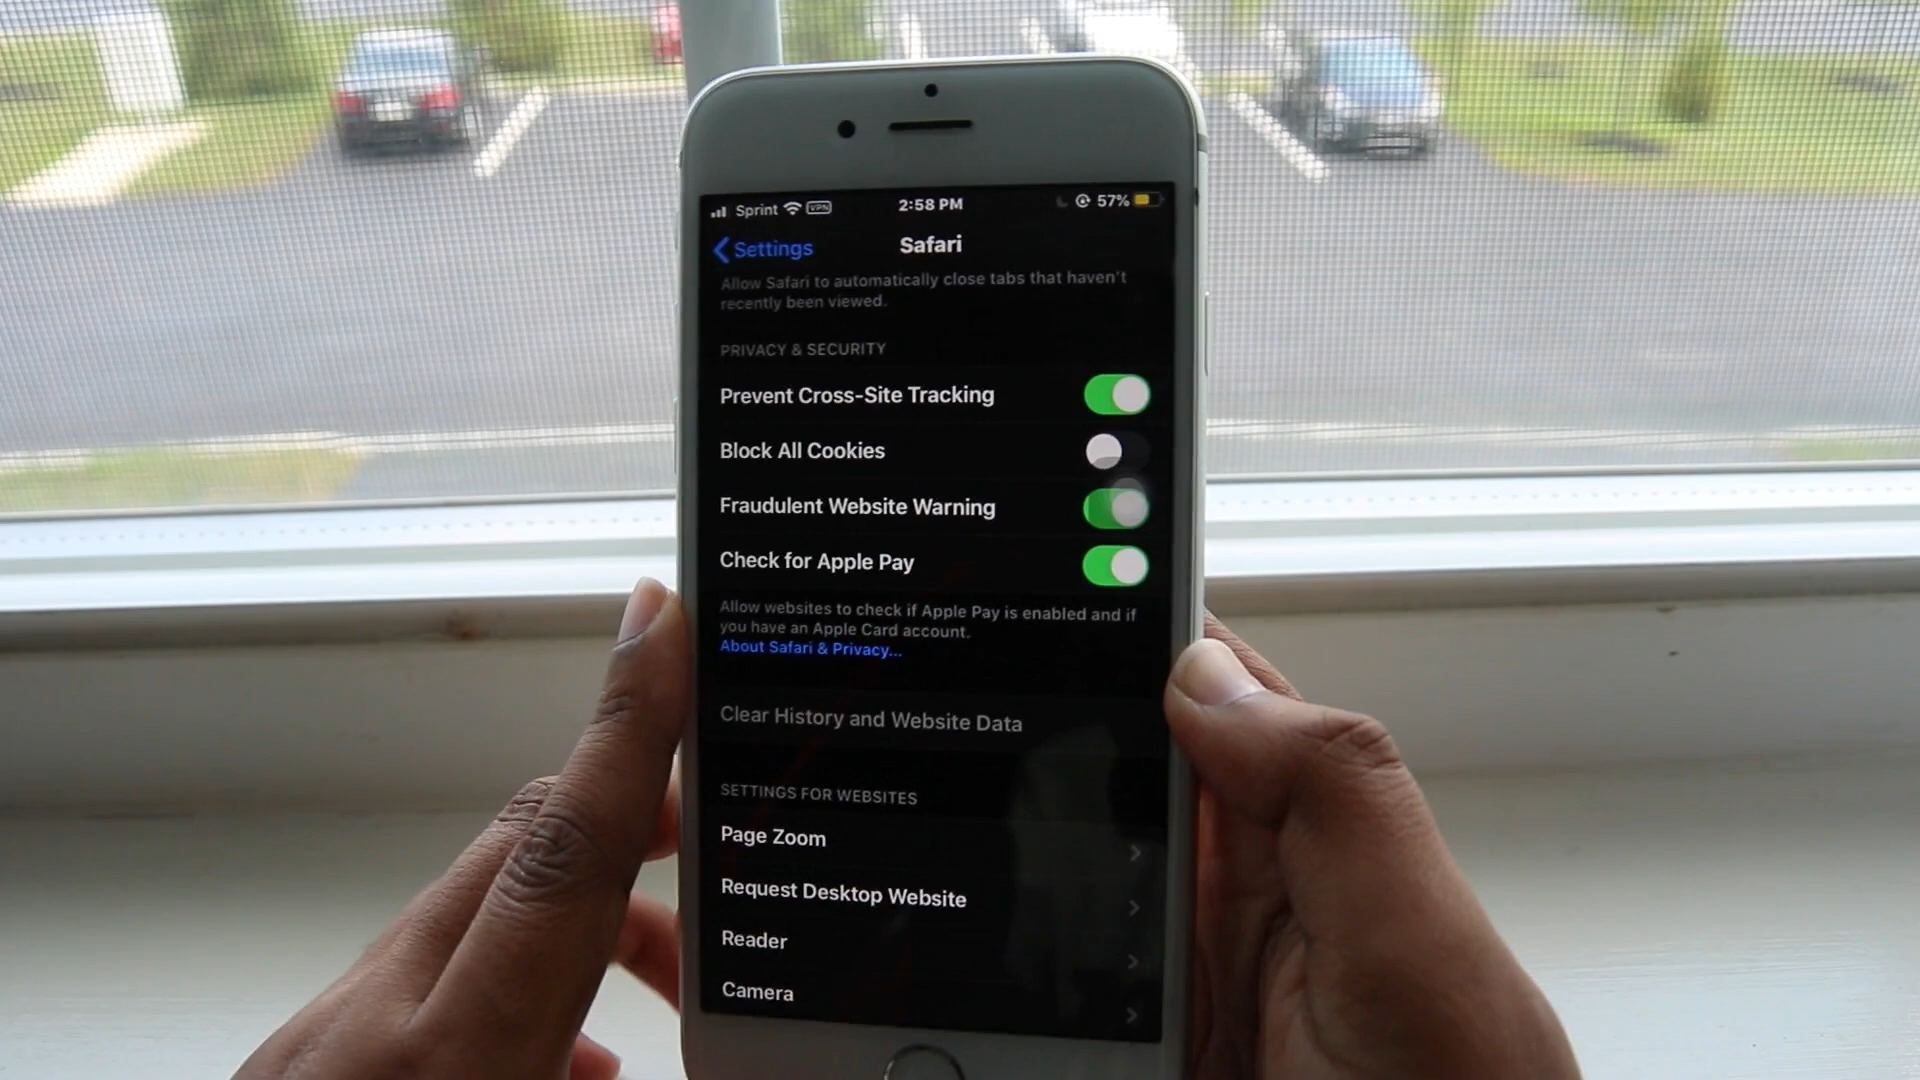 Sprint VPN 2:58 PM 57%
Settings Safari
Allow Safari to automatically close tabs that haven't
recently been viewed.
PRIVACY & SECURITY
Prevent Cross-Site Tracking
Block All Cookies
Fraudulent Website Warning
Check for Apple Pay
Allow websites to check if Apple Pay is enabled and if
you have an Apple Card account.
About Safari & Privacy...
Clear History and Website Data
SETTINGS FOR WEBSITES
Page Zoom
Request Desktop Website
Reader
Camera